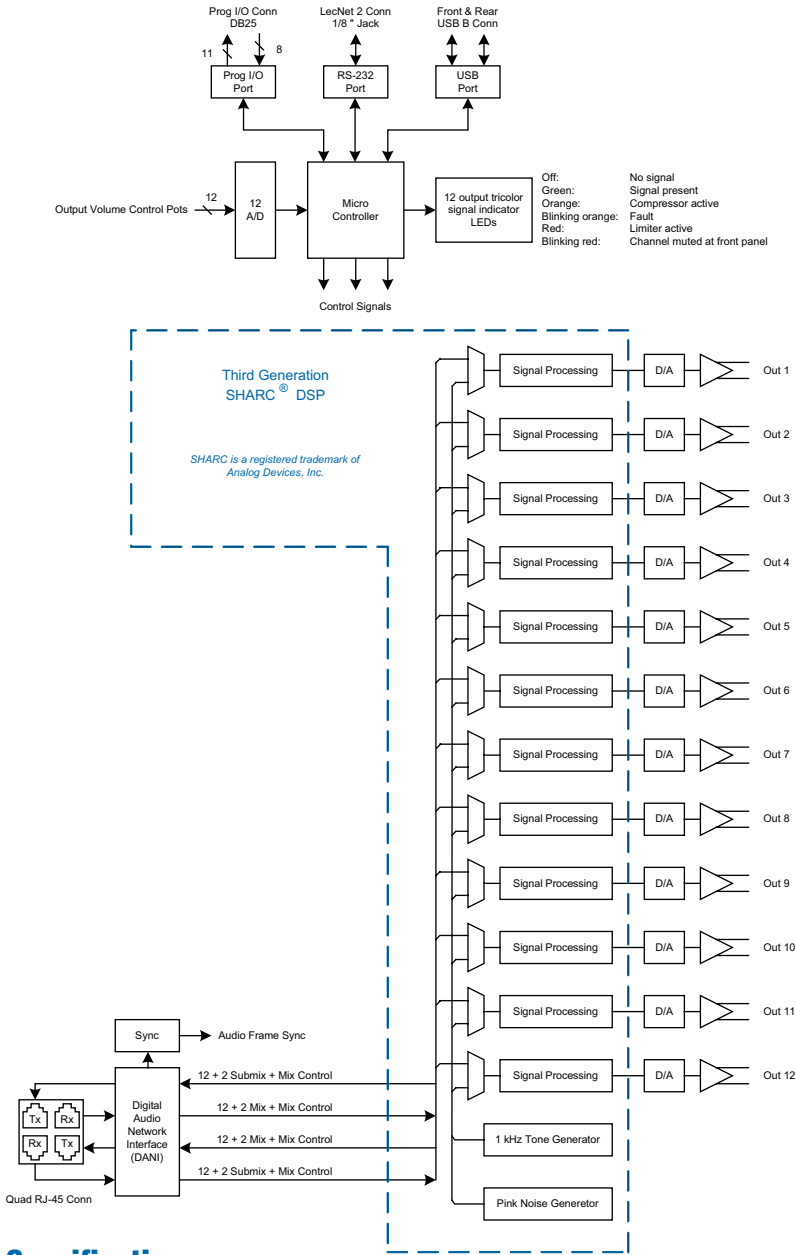 Prog I/O Conn
DB25
LecNet 2 Conn
1/8 " Jack
Front & Rear
USB B Conn
11
8
Prog I/O
Port
RS-232
Port
USB
Port
Output Volume Control Pots
12
12
A/D
Micro
Controller
12 output tricolor
signal indicator
LEDs
Off: No signal
Green: Signal present
Orange: Compressor active
Blinking orange: Fault
Red: Limiter active
Blinking red: Channel muted at front panel
Control Signals
Third Generation
SHARC ® DSP
SHARC is a registered trademark of
Analog Devices, Inc.
Signal Processing D/A Out 1
Signal Processing D/A Out 2
Signal Processing D/A Out 3
Signal Processing D/A Out 4
Signal Processing D/A Out 5
Signal Processing D/A Out 6
Signal Processing D/A Out 7
Signal Processing D/A Out 8
Signal Processing D/A Out 9
Signal Processing D/A Out 10
Signal Processing D/A Out 11
Signal Processing D/A Out 12
Sync
Audio Frame Sync
12 + 2 Submix + Mix Control
12 + 2 Mix + Mix Control
12 + 2 Mix + Mix Control
12 + 2 Submix + Mix Control
Digital
Audio
Network
Interface
(DANI)
Tx Rx
Rx Tx
Quad RJ-45 Conn
1 kHz Tone Generator
Pink Noise Generetor